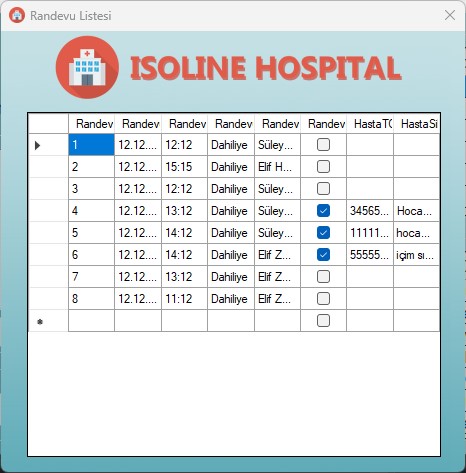 Randevu Listesi
ISOLINE HOSPITAL
Randev Randev Randev Randev Randev Randev HastaTC HastaSi
1 12.12.... 12:12 Dahiliye Süley...
2 12.12.... 15:15 Dahiliye Elif H...
3 12.12.... 12:12 Dahiliye Süley...
4 12.12.... 13:12 Dahiliye Süley... 34565... Hoca...
5 12.12.... 14:12 Dahiliye Süley... 11111... hoca...
6 12.12.... 14:12 Dahiliye Elif Z... 55555... içim sı...
7 12.12.... 13:12 Dahiliye Elif Z...
8 12.12.... 11:12 Dahiliye Elif Z...